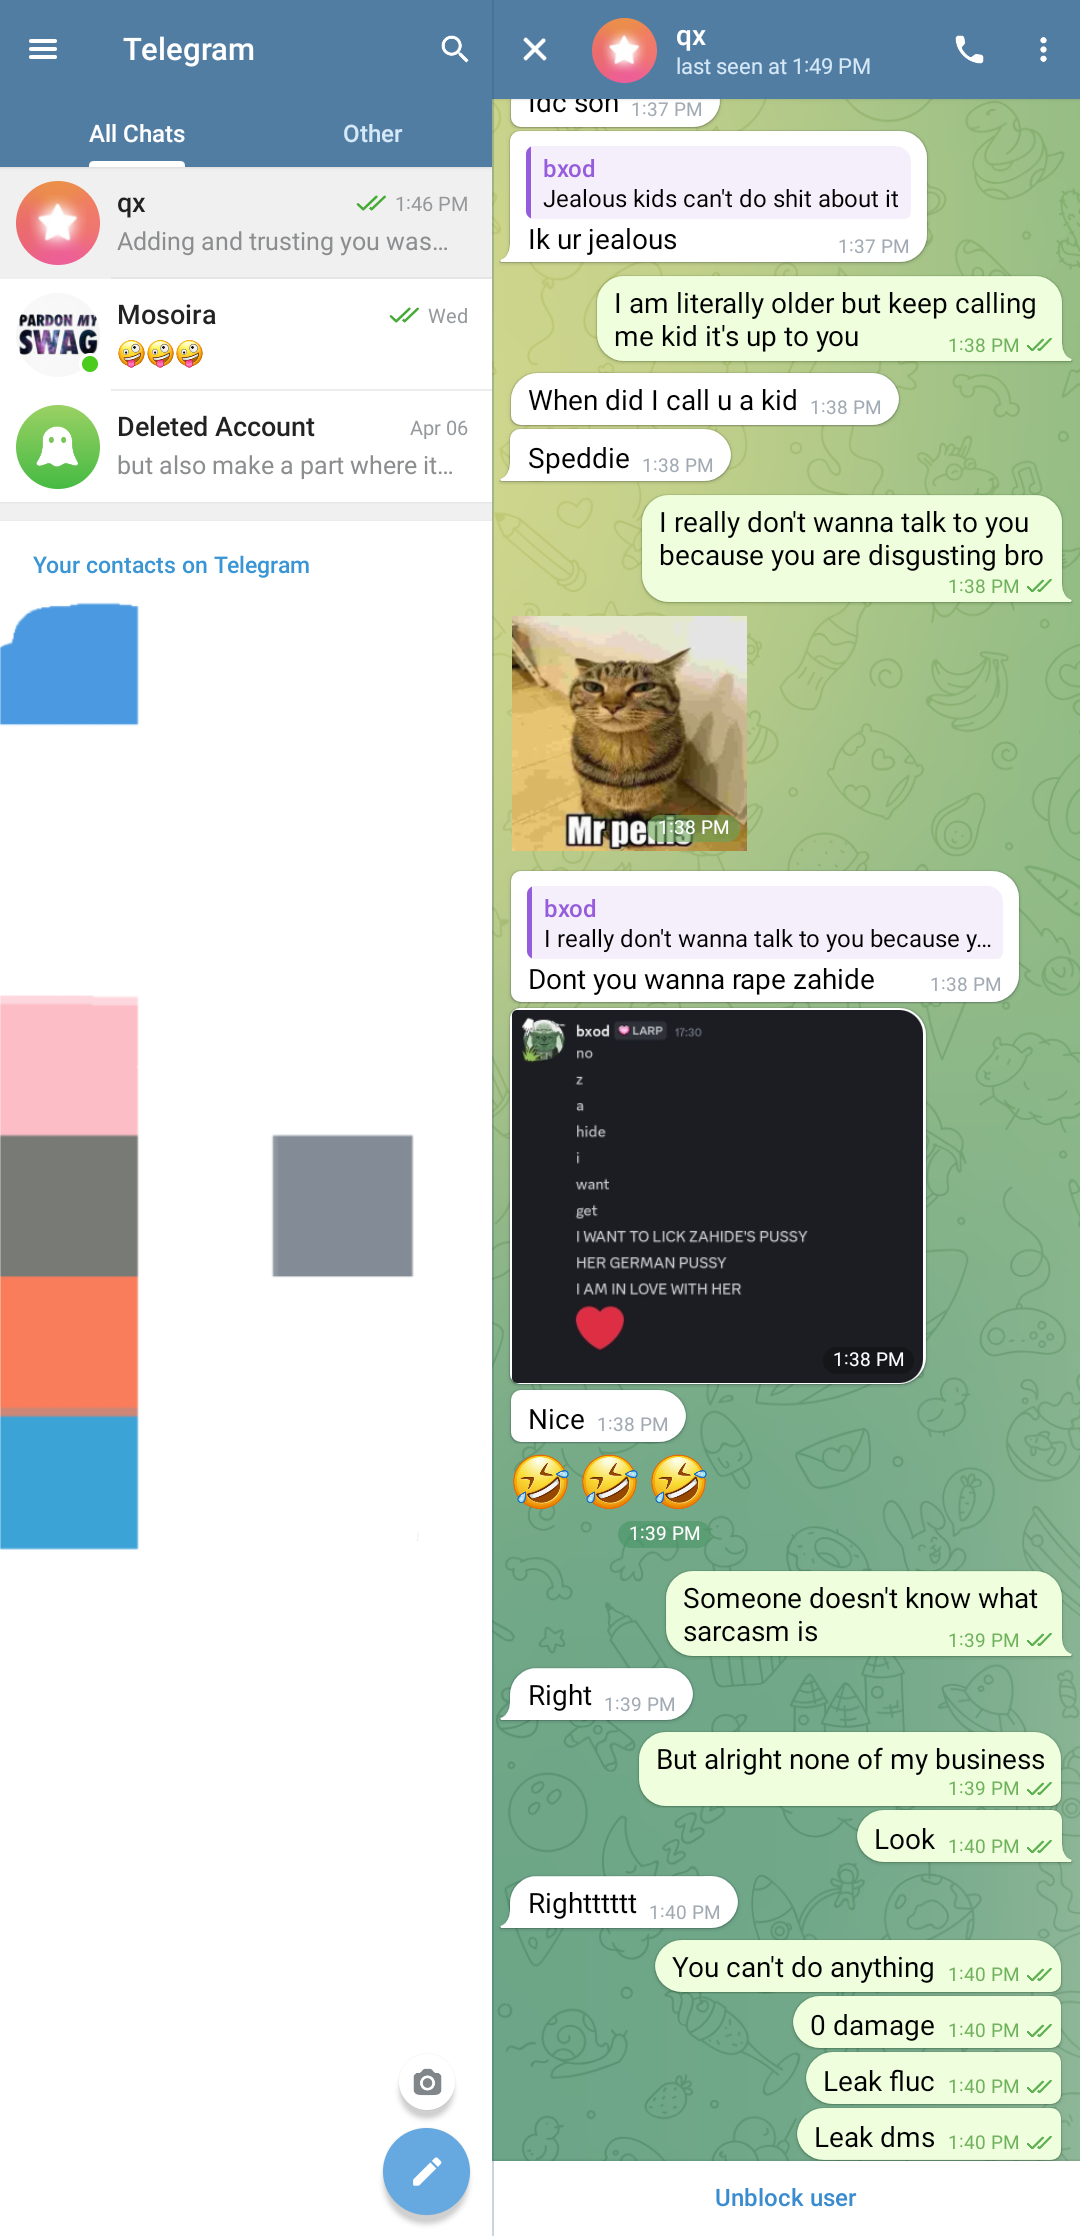 Telegram
All Chats
Other
qx
1:46 PM
Adding and trusting you was...
PARDON MY
SWAG
Mosoira
Wed
🤪🤪🤪
Deleted Account
Apr 06
but also make a part where it...
Your contacts on Telegram
qx
last seen at 1:49 PM
Idc son 1:37 PM
bxod
Jealous kids can't do shit about it
Ik ur jealous 1:37 PM
I am literally older but keep calling
me kid it's up to you 1:38 PM
When did I call u a kid 1:38 PM
Speddie 1:38 PM
I really don't wanna talk to you
because you are disgusting bro
1:38 PM
Mr penis 1:38 PM
bxod
I really don't wanna talk to you because y...
Dont you wanna rape zahide 1:38 PM
bxod LARP 17:30
no
z
a
hide
i
want
get
I WANT TO LICK ZAHIDE'S PUSSY
HER GERMAN PUSSY
I AM IN LOVE WITH HER
❤️
1:38 PM
Nice 1:38 PM
🤣🤣🤣
1:39 PM
Someone doesn't know what
sarcasm is 1:39 PM
Right 1:39 PM
But alright none of my business
1:39 PM
Look 1:40 PM
Rightttttt 1:40 PM
You can't do anything 1:40 PM
0 damage 1:40 PM
Leak fluc 1:40 PM
Leak dms 1:40 PM
Unblock user